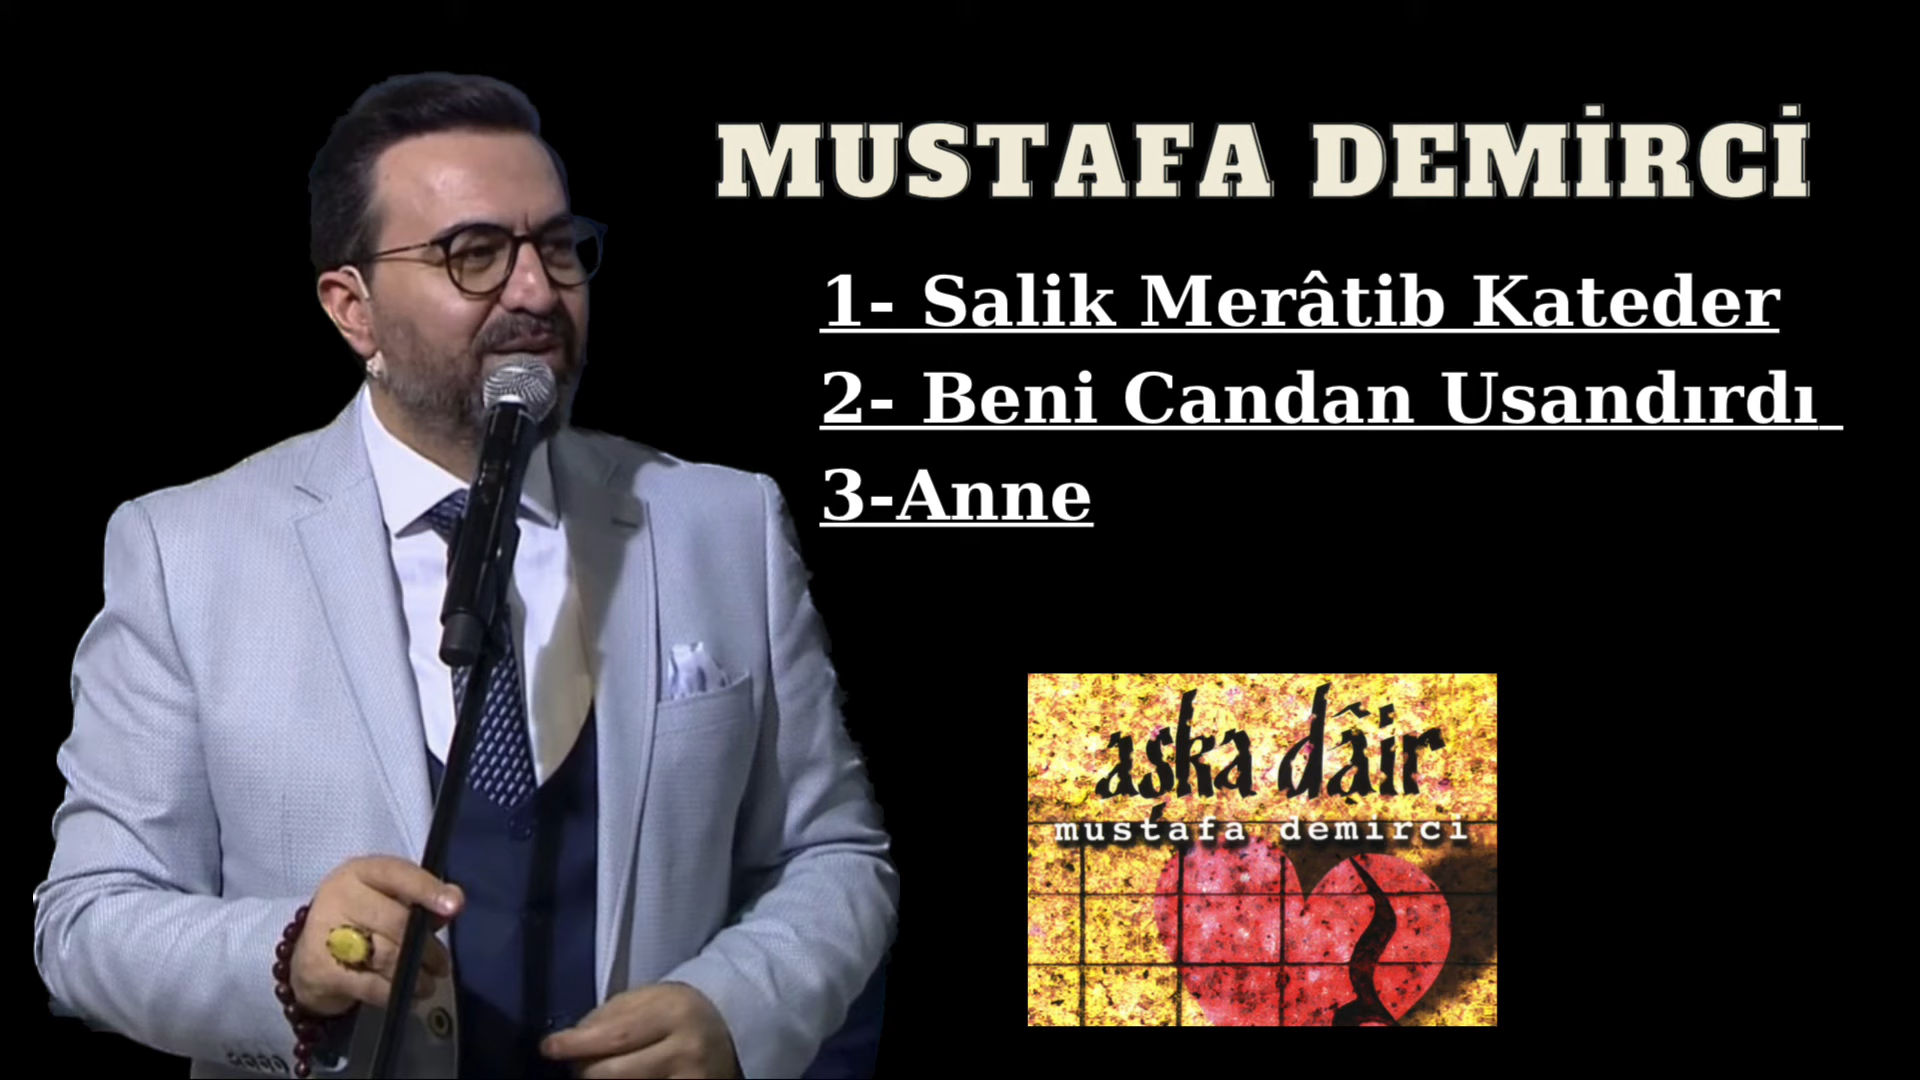 MUSTAFA DEMİRCİ
1- Salik Merâtib Kateder
2- Beni Candan Usandırdı
3-Anne
aşka dâir
mustafa demirci